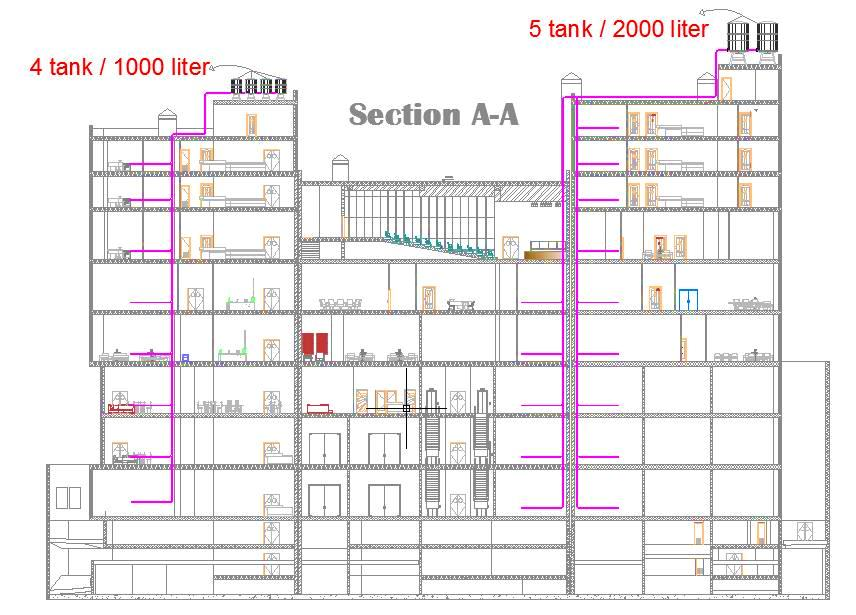 5 tank / 2000 liter
4 tank / 1000 liter
Section A-A